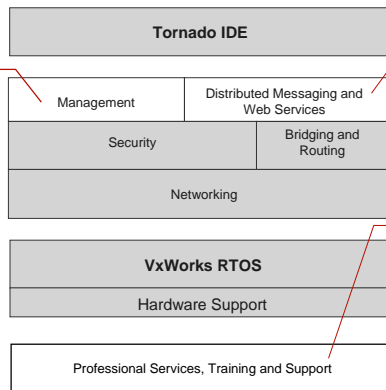 Tornado IDE
Management
Distributed Messaging and
Web Services
Security
Bridging and
Routing
Networking
VxWorks RTOS
Hardware Support
Professional Services, Training and Support